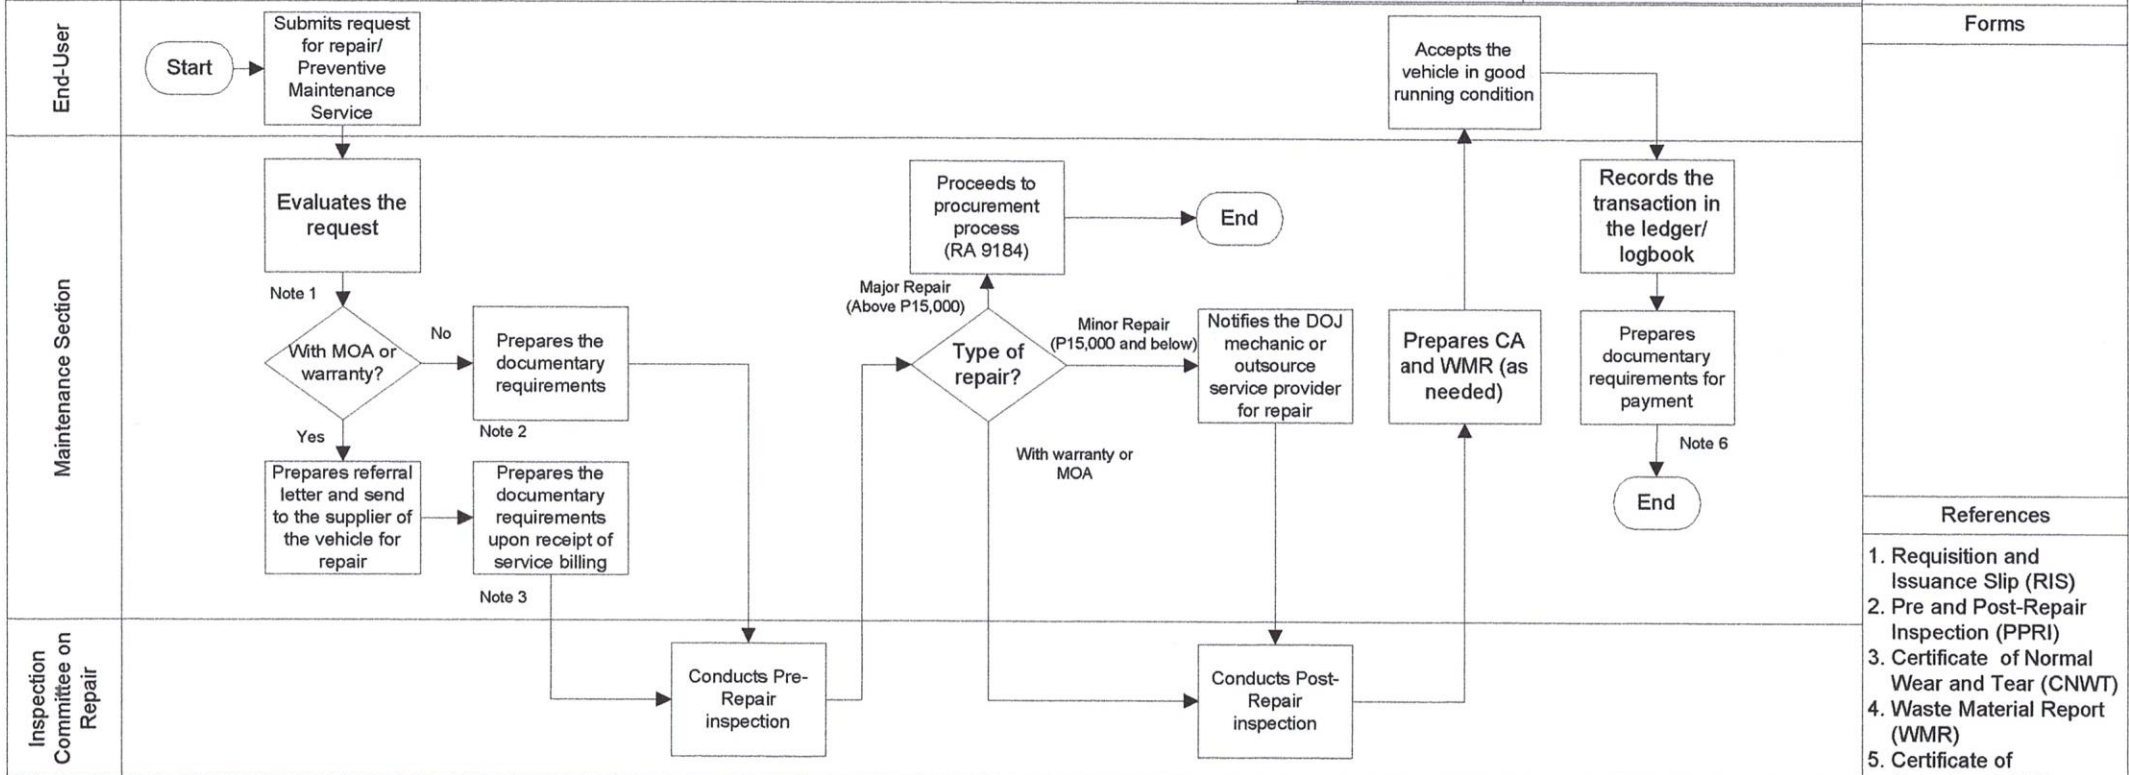 End-User
Start
Submits request
for repair/
Preventive
Maintenance
Service
Accepts the
vehicle in good
running condition
Forms
Maintenance Section
Evaluates the
request
Note 1
With MOA or
warranty?
No
Prepares the
documentary
requirements
Note 2
Yes
Prepares referral
letter and send
to the supplier of
the vehicle for
repair
Prepares the
documentary
requirements
upon receipt of
service billing
Note 3
Proceeds to
procurement
process
(RA 9184)
End
Major Repair
(Above P15,000)
Type of
repair?
Minor Repair
(P15,000 and below)
Notifies the DOJ
mechanic or
outsource
service provider
for repair
With warranty or
MOA
Prepares CA
and WMR (as
needed)
Records the
transaction in
the ledger/
logbook
Prepares
documentary
requirements for
payment
Note 6
End
Inspection
Committee on
Repair
Conducts Pre-
Repair
inspection
Conducts Post-
Repair
inspection
References
1. Requisition and
Issuance Slip (RIS)
2. Pre and Post-Repair
Inspection (PPRI)
3. Certificate of Normal
Wear and Tear (CNWT)
4. Waste Material Report
(WMR)
5. Certificate of